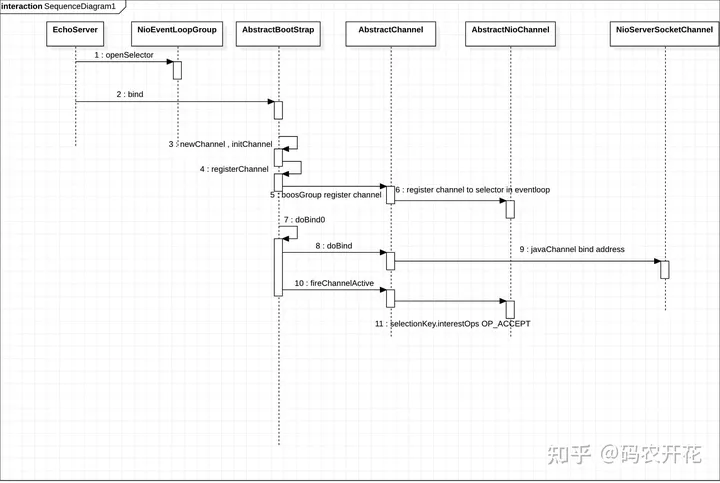 interaction SequenceDiagram1
EchoServer
NioEventLoopGroup
AbstractBootStrap
AbstractChannel
AbstractNioChannel
NioServerSocketChannel
1 : openSelector
2 : bind
3 : newChannel , initChannel
4 : registerChannel
5 : boosGroup register channel
6 : register channel to selector in eventloop
7 : doBind0
8 : doBind
9 : javaChannel bind address
10 : fireChannelActive
11 : selectionKey.interestOps OP_ACCEPT
知乎 @码农开花